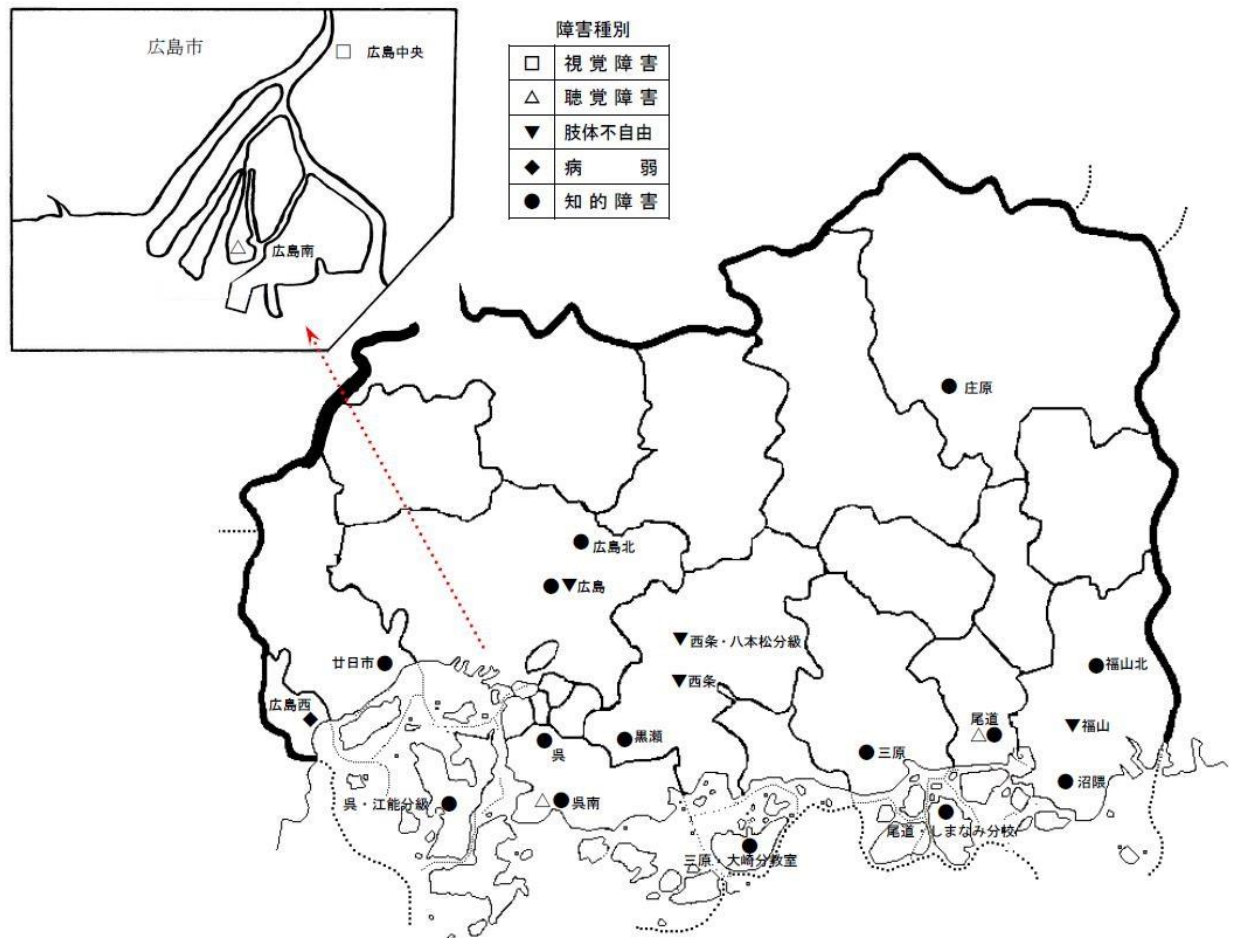 広島市
□ 広島中央
△ 広島南
障害種別
□ 視覚障害
△ 聴覚障害
▼ 肢体不自由
◆ 病 弱
● 知的障害
● 庄原
● 広島北
●▼広島
▼西条・八本松分級
廿日市●
● 福山北
▼西条
広島西
◆
尾道
△●
▼福山
● 呉
● 黒瀬
● 三原
● 沼隈
呉・江能分級 ●
△ ● 呉南
尾道・しまなみ分校
三原・大崎分教室